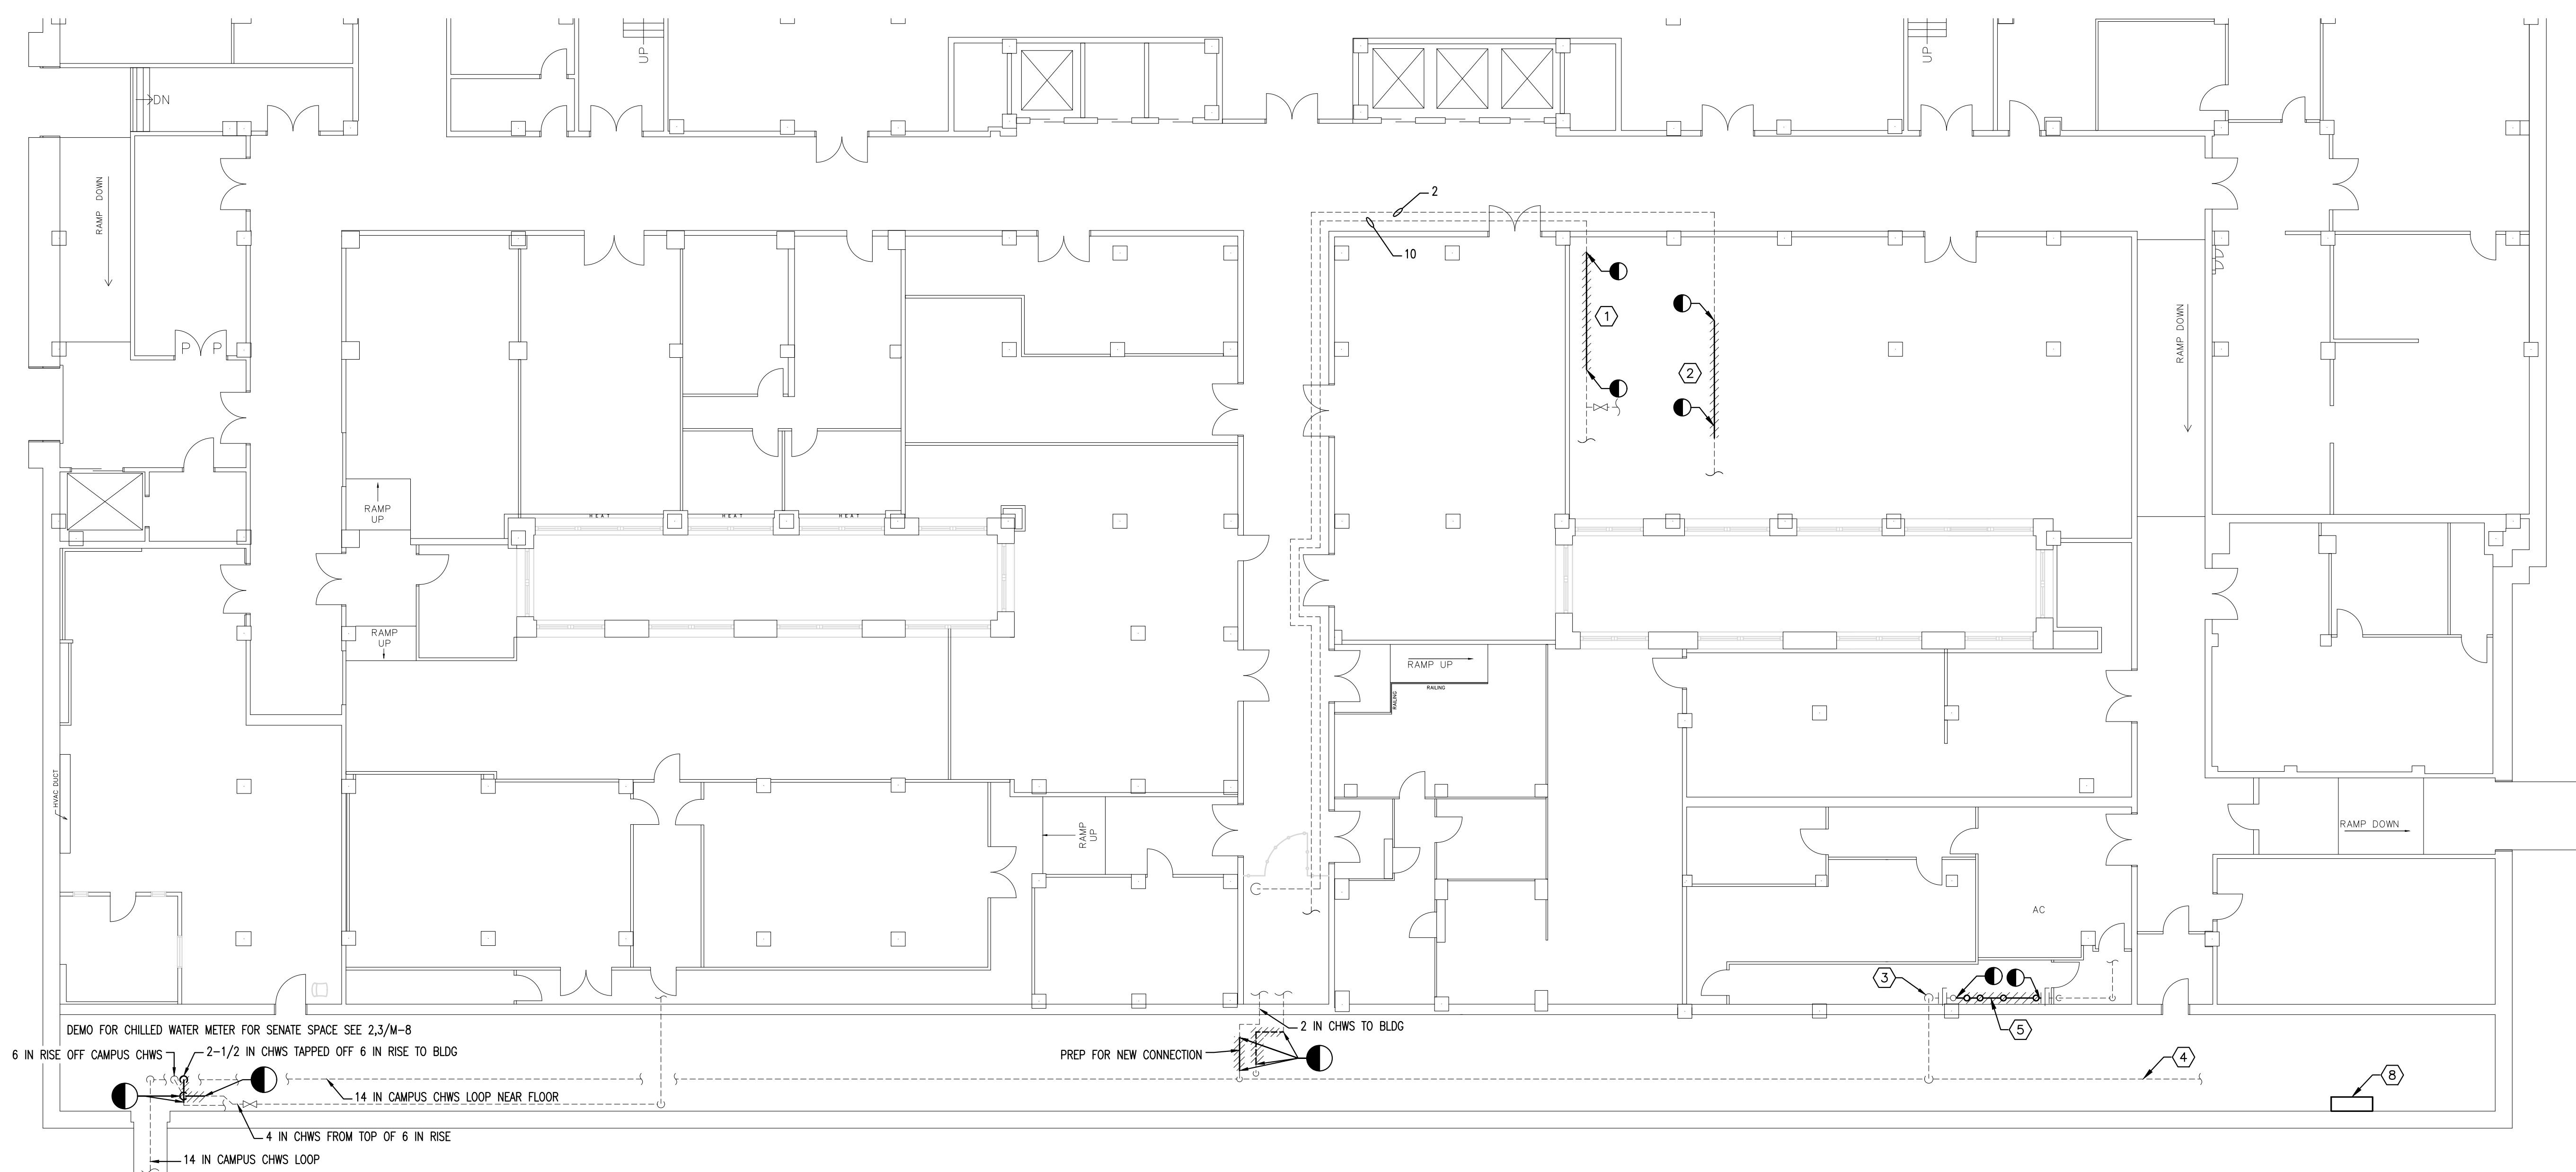 UP
UP
DN
RAMP DOWN
2
10
1
2
RAMP DOWN
P P
RAMP
UP
HEAT
HEAT
HEAT
RAMP
UP
RAMP UP
RAILING
RAILING
HVAC DUCT
RAMP
UP
RAMP DOWN
AC
3
5
DEMO FOR CHILLED WATER METER FOR SENATE SPACE SEE 2,3/M-8
6 IN RISE OFF CAMPUS CHWS
2-1/2 IN CHWS TAPPED OFF 6 IN RISE TO BLDG
2 IN CHWS TO BLDG
PREP FOR NEW CONNECTION
4
8
14 IN CAMPUS CHWS LOOP NEAR FLOOR
4 IN CHWS FROM TOP OF 6 IN RISE
14 IN CAMPUS CHWS LOOP